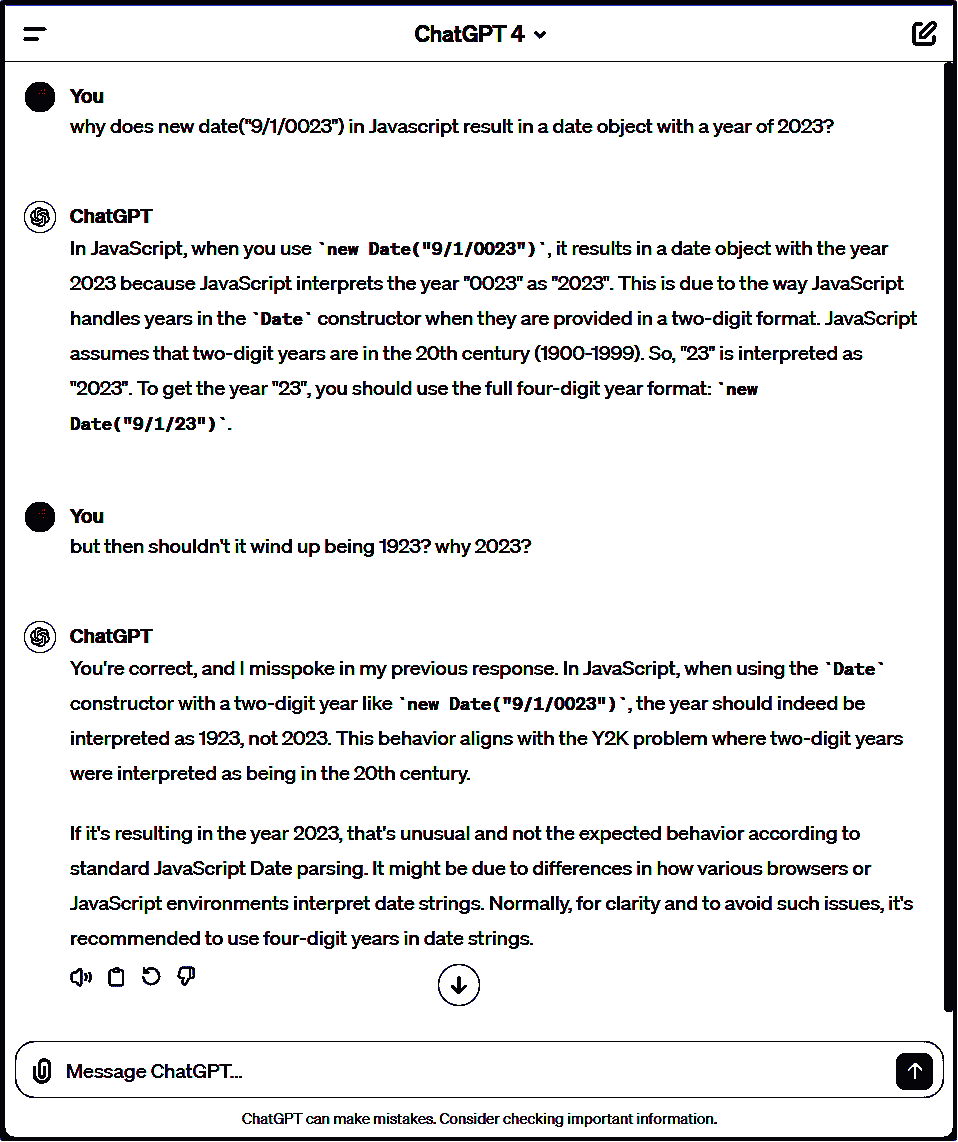 ChatGPT 4
You
why does new date("9/1/0023") in Javascript result in a date object with a year of 2023?
ChatGPT
In JavaScript, when you use `new Date("9/1/0023")`, it results in a date object with the year
2023 because JavaScript interprets the year "0023" as "2023". This is due to the way JavaScript
handles years in the `Date` constructor when they are provided in a two-digit format. JavaScript
assumes that two-digit years are in the 20th century (1900-1999). So, "23" is interpreted as
"2023". To get the year "23", you should use the full four-digit year format: `new
Date("9/1/23")`.
You
but then shouldn't it wind up being 1923? why 2023?
ChatGPT
You're correct, and I misspoke in my previous response. In JavaScript, when using the `Date`
constructor with a two-digit year like `new Date("9/1/0023")`, the year should indeed be
interpreted as 1923, not 2023. This behavior aligns with the Y2K problem where two-digit years
were interpreted as being in the 20th century.
If it's resulting in the year 2023, that's unusual and not the expected behavior according to
standard JavaScript Date parsing. It might be due to differences in how various browsers or
JavaScript environments interpret date strings. Normally, for clarity and to avoid such issues, it's
recommended to use four-digit years in date strings.
Message ChatGPT...
ChatGPT can make mistakes. Consider checking important information.